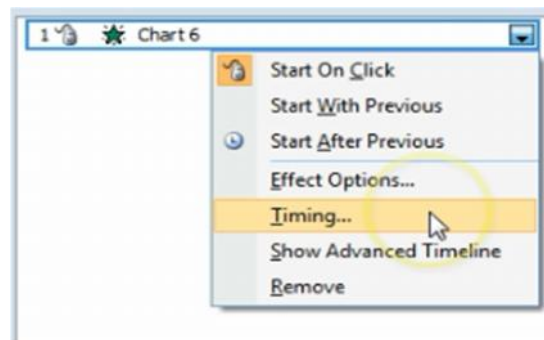 1 Chart 6
Start On Click
Start With Previous
Start After Previous
Effect Options...
Timing...
Show Advanced Timeline
Remove